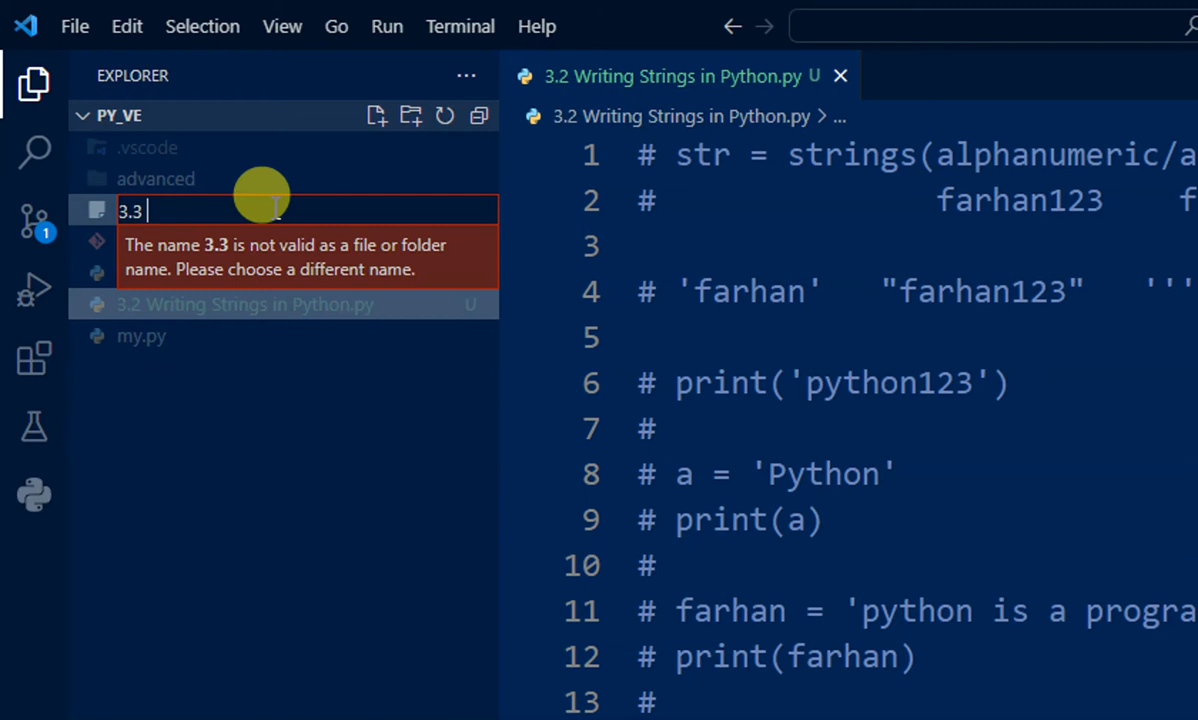 File Edit Selection View Go Run Terminal Help
EXPLORER
3.2 Writing Strings in Python.py U
PY_VE
3.2 Writing Strings in Python.py > ...
.vscode
advanced
3.3
The name 3.3 is not valid as a file or folder
name. Please choose a different name.
3.2 Writing Strings in Python.py U
my.py
1
1 # str = strings(alphanumeric/a
2 # farhan123 f
3
4 # 'farhan' "farhan123" '''
5
6 # print('python123')
7 #
8 # a = 'Python'
9 # print(a)
10 #
11 # farhan = 'python is a progra
12 # print(farhan)
13 #